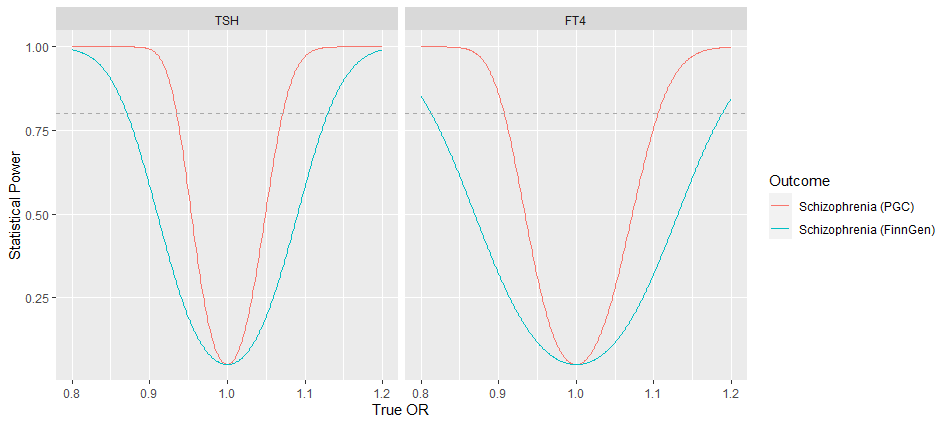 TSH
FT4
Statistical Power
1.00
0.75
0.50
0.25
0.8
0.9
1.0
1.1
1.2
0.8
0.9
1.0
1.1
1.2
True OR
Outcome
Schizophrenia (PGC)
Schizophrenia (FinnGen)